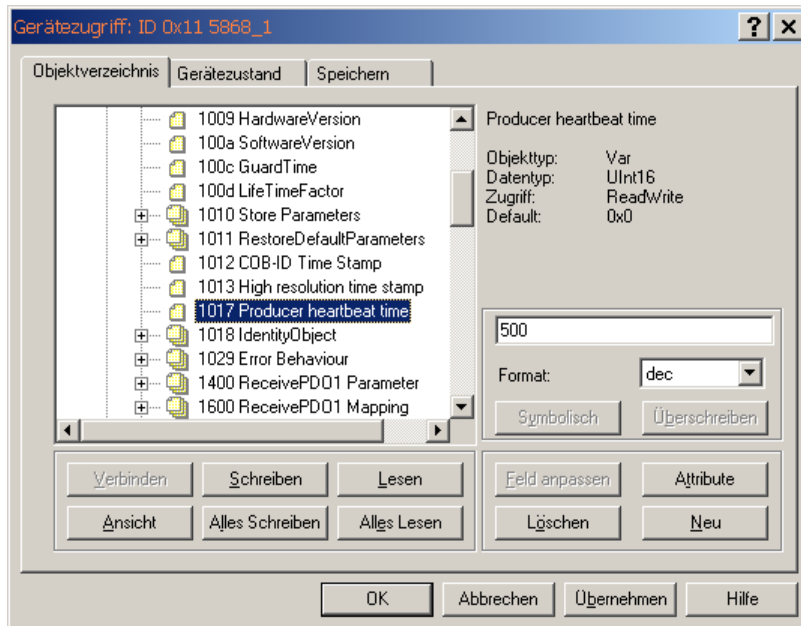 Gerätezugriff: ID 0x11 5868_1
Objektverzeichnis Gerätezustand Speichern
1009 HardwareVersion
100a SoftwareVersion
100c GuardTime
100d LifeTimeFactor
1010 Store Parameters
1011 RestoreDefaultParameters
1012 COB-ID Time Stamp
1013 High resolution time stamp
1017 Producer heartbeat time
1018 IdentityObject
1029 Error Behaviour
1400 ReceivePDO1 Parameter
1600 ReceivePDO1 Mapping
Producer heartbeat time
Objekttyp: Var
Datentyp: UInt16
Zugriff: ReadWrite
Default: 0x0
500
Format: dec
Symbolisch Überschreiben
Verbinden Schreiben Lesen
Ansicht Alles Schreiben Alles Lesen
Feld anpassen Attribute
Löschen Neu
OK Abbrechen Übernehmen Hilfe